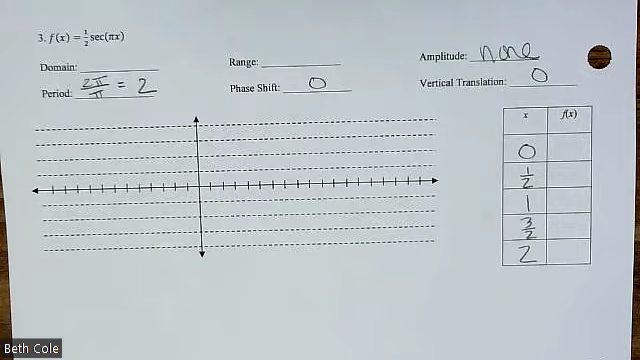 3. f(x) = 1/2 sec(πx)
Domain: Range: Amplitude: none
Period: 2π/π = 2 Phase Shift: 0 Vertical Translation: 0
x f(x)
0
1/2
1
3/2
2
Beth Cole